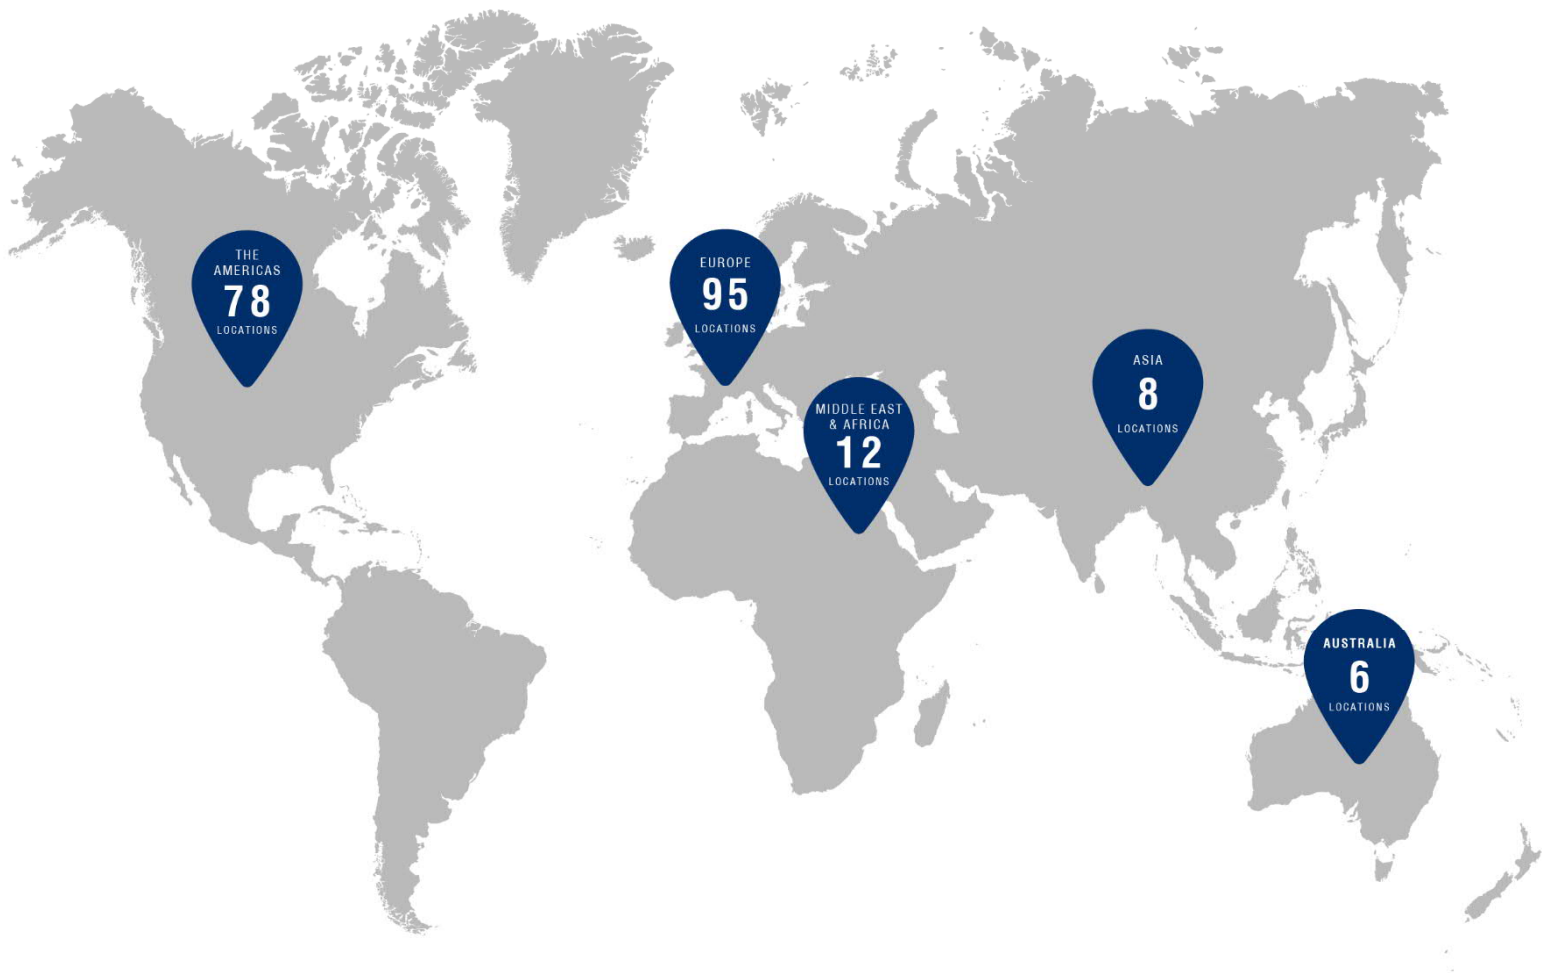 THE
AMERICAS
78
LOCATIONS
EUROPE
95
LOCATIONS
MIDDLE EAST
& AFRICA
12
LOCATIONS
ASIA
8
LOCATIONS
AUSTRALIA
6
LOCATIONS